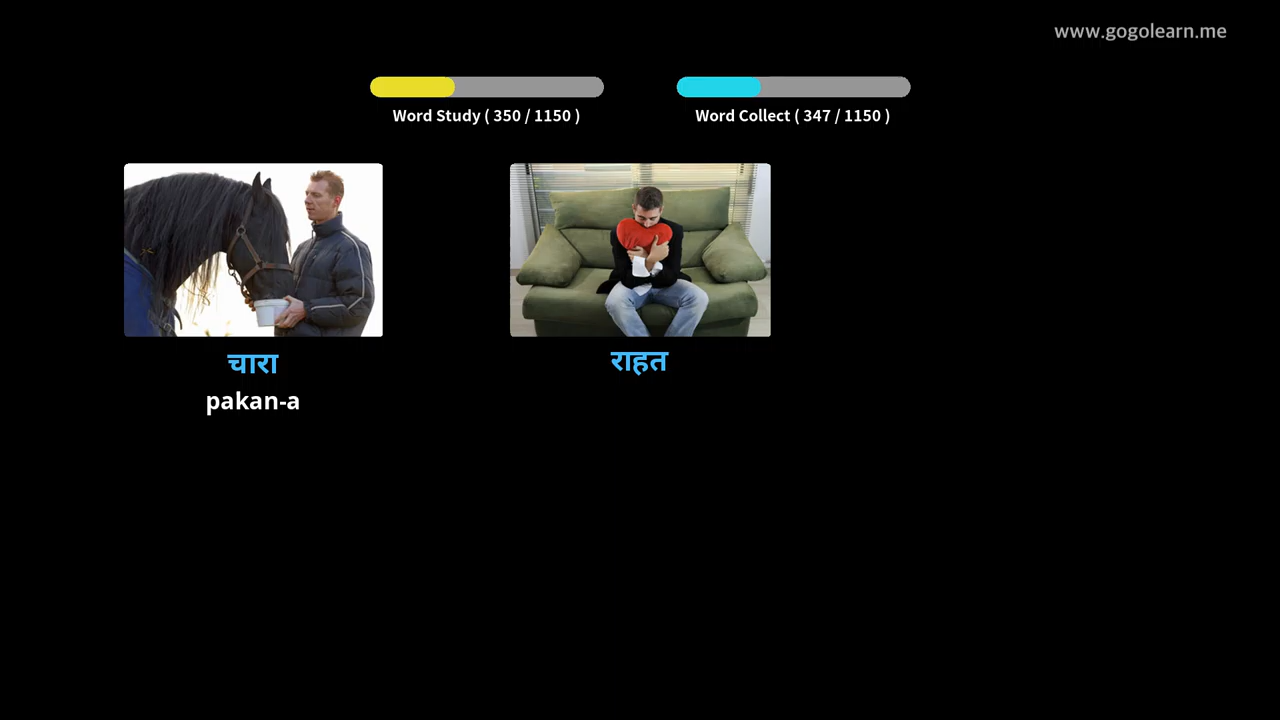 www.gogolearn.me
Word Study ( 350 / 1150 )
Word Collect ( 347 / 1150 )
चारा
राहत
pakan-a